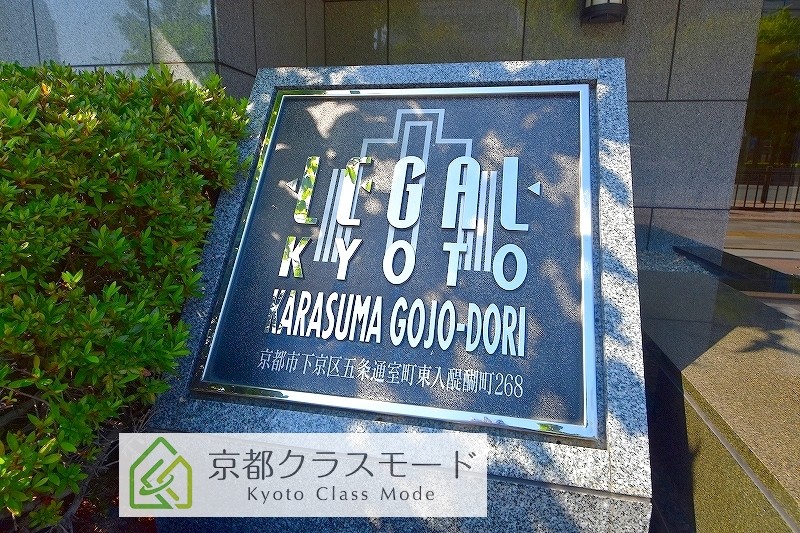 LEGAL
KYOTO
KARASUMA GOJO-DORI
京都市下京区五条通室町東入醍醐町268
京都クラスモード
Kyoto Class Mode